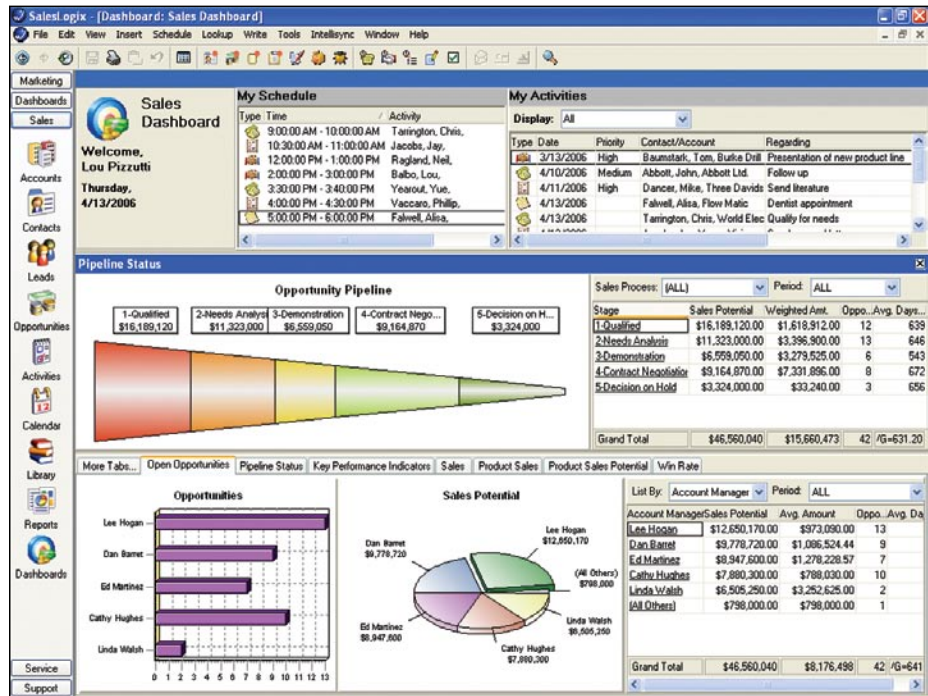 SalesLogix - [Dashboard: Sales Dashboard]
File Edit View Insert Schedule Lookup Write Tools Intellisync Window Help
Marketing
Dashboards
Sales
Accounts
Contacts
Leads
Opportunities
Activities
Calendar
Library
Reports
Dashboards
Service
Support
Sales
Dashboard
Welcome,
Lou Pizzutti
Thursday,
4/13/2006
My Schedule
Type Time / Activity
9:00:00 AM - 10:00:00 AM Tarrington, Chris,
10:30:00 AM - 11:00:00 AM Jacobs, Jay,
12:00:00 PM - 1:00:00 PM Ragland, Neil,
2:00:00 PM - 3:00:00 PM Balbo, Lou,
3:30:00 PM - 3:40:00 PM Yearout, Yue,
4:00:00 PM - 4:30:00 PM Vaccaro, Phillip,
5:00:00 PM - 6:00:00 PM Falwell, Alisa,
My Activities
Display: All
Type Date Priority Contact/Account Regarding
3/13/2006 High Baumstark, Tom, Burke Drill Presentation of new product line
4/10/2006 Medium Abbott, John, Abbott Ltd. Follow up
4/11/2006 High Dancer, Mike, Three Davids Send literature
4/13/2006 Falwell, Alisa, Flow Matic Dentist appointment
4/13/2006 Tarrington, Chris, World Elec Qualify for needs
Pipeline Status
Opportunity Pipeline
1-Qualified
$16,189,120
2-Needs Analysi
$11,323,000
3-Demonstration
$6,559,050
4-Contract Nego...
$9,164,870
5-Decision on H...
$3,324,000
Sales Process: (ALL) Period: ALL
Stage Sales Potential Weighted Amt. Oppo... Avg. Days...
1-Qualified $16,189,120.00 $1,618,912.00 12 639
2-Needs Analysis $11,323,000.00 $3,396,900.00 13 646
3-Demonstration $6,559,050.00 $3,279,525.00 6 543
4-Contract Negotiation $9,164,870.00 $7,331,896.00 8 672
5-Decision on Hold $3,324,000.00 $33,240.00 3 656
Grand Total $46,560,040 $15,660,473 42 /G=631.20
More Tabs... Open Opportunities Pipeline Status Key Performance Indicators Sales Product Sales Product Sales Potential Win Rate
Opportunities
Lee Hogan
Dan Barret
Ed Martinez
Cathy Hughes
Linda Walsh
0 1 2 3 4 5 6 7 8 9 10 11 12 13
Sales Potential
Lee Hogan
$12,650,170
Dan Barret
$9,778,720
(All Others)
$798,000
Linda Walsh
$6,505,250
Ed Martinez
$8,947,600
Cathy Hughes
$7,880,300
List By: Account Manager Period: ALL
Account Manager Sales Potential Avg. Amount Oppo... Avg. Da
Lee Hogan $12,650,170.00 $973,090.00 13
Dan Barret $9,778,720.00 $1,086,524.44 9
Ed Martinez $8,947,600.00 $1,278,228.57 7
Cathy Hughes $7,880,300.00 $788,030.00 10
Linda Walsh $6,505,250.00 $3,252,625.00 2
(All Others) $798,000.00 $798,000.00 1
Grand Total $46,560,040 $8,176,498 42 /G=641